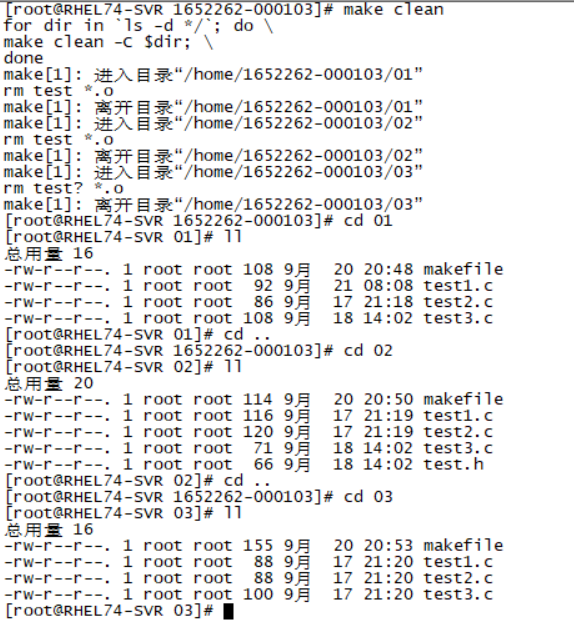 [root@RHEL74-SVR 1652262-000103]# make clean
for dir in `ls -d */`; do \
make clean -C $dir; \
done
make[1]: 进入目录“/home/1652262-000103/01”
rm test *.o
make[1]: 离开目录“/home/1652262-000103/01”
make[1]: 进入目录“/home/1652262-000103/02”
rm test *.o
make[1]: 离开目录“/home/1652262-000103/02”
make[1]: 进入目录“/home/1652262-000103/03”
rm test? *.o
make[1]: 离开目录“/home/1652262-000103/03”
[root@RHEL74-SVR 1652262-000103]# cd 01
[root@RHEL74-SVR 01]# ll
总用量 16
-rw-r--r--. 1 root root 108 9月  20 20:48 makefile
-rw-r--r--. 1 root root  92 9月  21 08:08 test1.c
-rw-r--r--. 1 root root  86 9月  17 21:18 test2.c
-rw-r--r--. 1 root root 108 9月  18 14:02 test3.c
[root@RHEL74-SVR 01]# cd ..
[root@RHEL74-SVR 1652262-000103]# cd 02
[root@RHEL74-SVR 02]# ll
总用量 20
-rw-r--r--. 1 root root 114 9月  20 20:50 makefile
-rw-r--r--. 1 root root 116 9月  17 21:19 test1.c
-rw-r--r--. 1 root root 120 9月  17 21:19 test2.c
-rw-r--r--. 1 root root  71 9月  18 14:02 test3.c
-rw-r--r--. 1 root root  66 9月  18 14:02 test.h
[root@RHEL74-SVR 02]# cd ..
[root@RHEL74-SVR 1652262-000103]# cd 03
[root@RHEL74-SVR 03]# ll
总用量 16
-rw-r--r--. 1 root root 155 9月  20 20:53 makefile
-rw-r--r--. 1 root root  88 9月  17 21:20 test1.c
-rw-r--r--. 1 root root  88 9月  17 21:20 test2.c
-rw-r--r--. 1 root root 100 9月  17 21:20 test3.c
[root@RHEL74-SVR 03]#